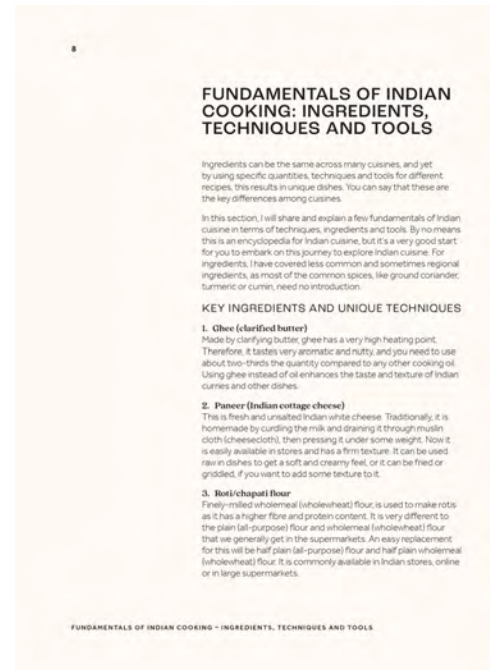 8
FUNDAMENTALS OF INDIAN
COOKING: INGREDIENTS,
TECHNIQUES AND TOOLS
Ingredients can be the same across many cuisines, and yet
by using specific quantities, techniques and tools for different
recipes, this results in unique dishes. You can say that these are
the key differences among cuisines.
In this section, I will share and explain a few fundamentals of Indian
cuisine in terms of techniques, ingredients and tools. By no means
this is an encyclopedia for Indian cuisine, but it's a very good start
for you to embark on this journey to explore Indian cuisine. For
ingredients, I have covered less common and sometimes regional
ingredients, as most of the common spices, like ground coriander,
turmeric or cumin, need no introduction.
KEY INGREDIENTS AND UNIQUE TECHNIQUES
1. Ghee (clarified butter)
Made by clarifying butter, ghee has a very high heating point.
Therefore, it tastes very aromatic and nutty, and you need to use
about two-thirds the quantity compared to any other cooking oil.
Using ghee instead of oil enhances the taste and texture of Indian
curries and other dishes.
2. Paneer (Indian cottage cheese)
This is fresh and unsalted Indian white cheese. Traditionally, it is
homemade by curdling the milk and draining it through muslin
cloth (cheesecloth), then pressing it under some weight. Now it
is easily available in stores and has a firm texture. It can be used
raw in dishes to get a soft and creamy feel, or it can be fried or
griddled, if you want to add some texture to it.
3. Roti/chapati flour
Finely-milled wholemeal (wholewheat) flour, is used to make rotis
as it has a higher fibre and protein content. It is very different to
the plain (all-purpose) flour and wholemeal (wholewheat) flour
that we generally get in the supermarkets. An easy replacement
for this will be half plain (all-purpose) flour and half plain wholemeal
(wholewheat) flour. It is commonly available in Indian stores, online
or in large supermarkets.
FUNDAMENTALS OF INDIAN COOKING – INGREDIENTS, TECHNIQUES AND TOOLS